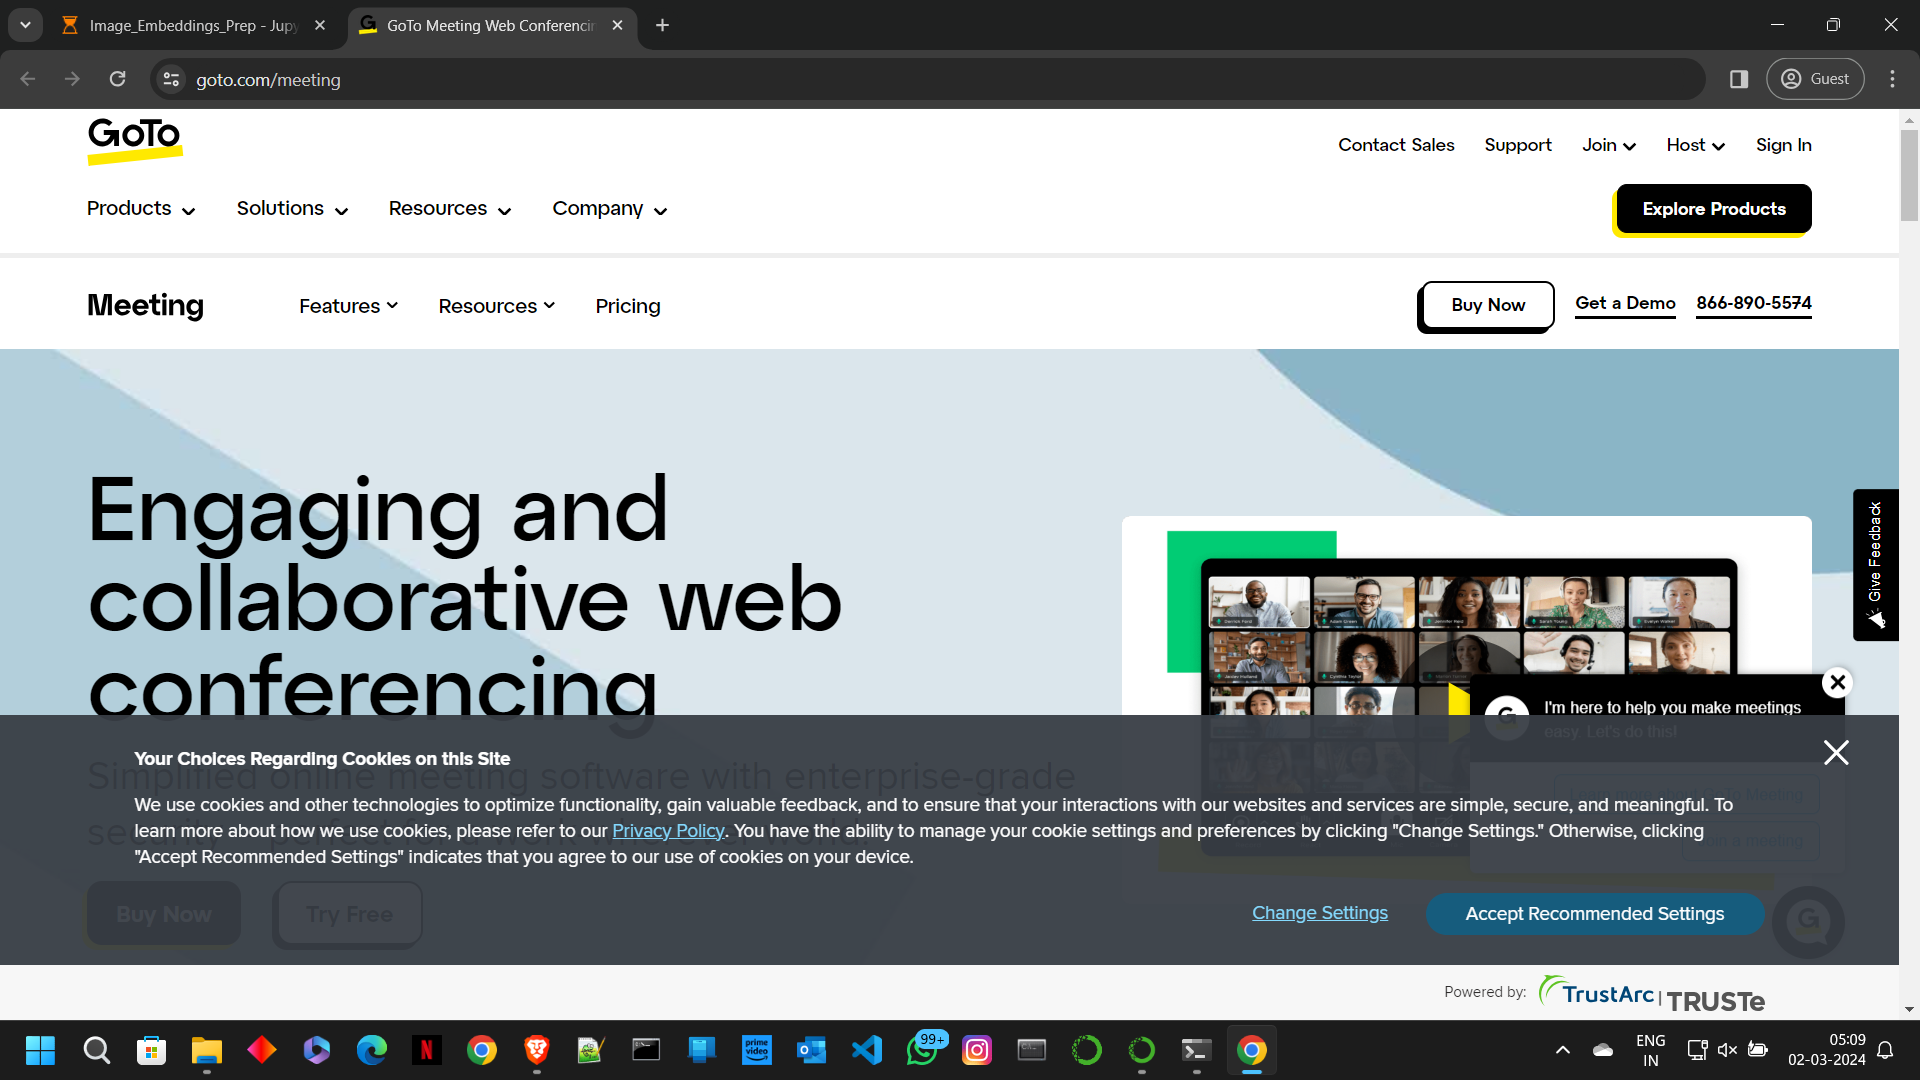 Image_Embeddings_Prep - Jupy
GoTo Meeting Web Conferencin
goto.com/meeting
Guest
GoTo
Contact Sales
Support
Join
Host
Sign In
Products
Solutions
Resources
Company
Explore Products
Meeting
Features
Resources
Pricing
Buy Now
Get a Demo
866-890-5574
Engaging and
collaborative web
conferencing
Give Feedback
I'm here to help you make meetings
easy. Let's do this!
Simplified online meeting software with enterprise-grade
Your Choices Regarding Cookies on this Site
We use cookies and other technologies to optimize functionality, gain valuable feedback, and to ensure that your interactions with our websites and services are simple, secure, and meaningful. To
learn more about how we use cookies, please refer to our Privacy Policy. You have the ability to manage your cookie settings and preferences by clicking "Change Settings." Otherwise, clicking
"Accept Recommended Settings" indicates that you agree to our use of cookies on your device.
Buy Now
Try Free
Change Settings
Accept Recommended Settings
Powered by:
TrustArc | TRUSTe
prime video
99+
ENG
IN
05:09
02-03-2024